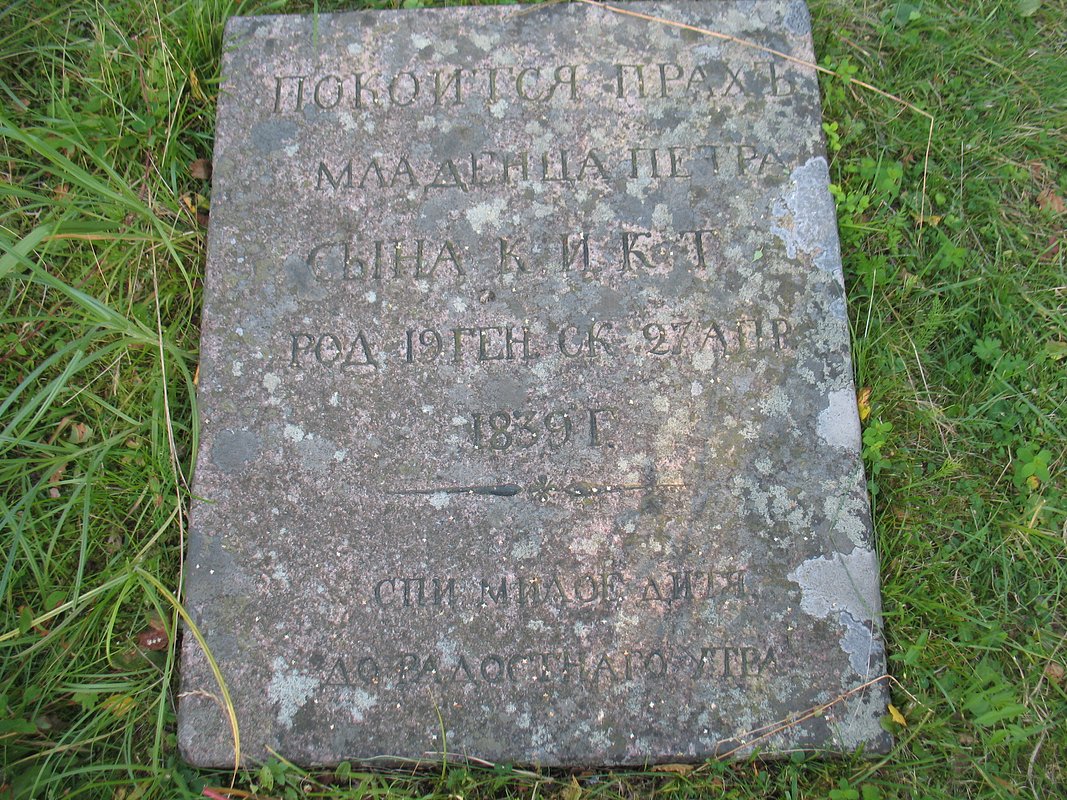 ПОКОИТСЯ ПРАХЪ
МЛАДЕНЦА ПЕТРА
СЫНА К И К Т
РОД 19 ГЕН СК 27 АПР
1839 Г.
СПИ МИЛОЕ ДИТЯ
ДО РАДОСТНАГО УТРА